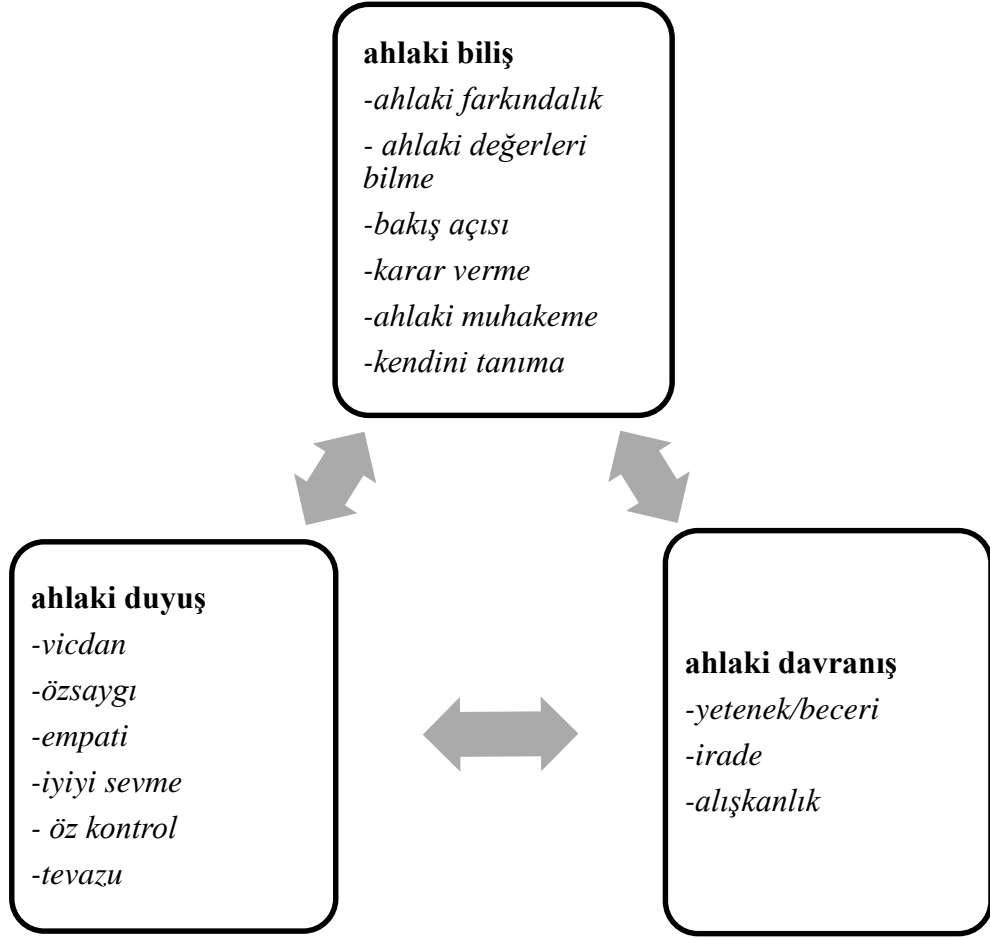 ahlaki biliş
-ahlaki farkındalık
- ahlaki değerleri
bilme
-bakış açısı
-karar verme
-ahlaki muhakeme
-kendini tanıma
ahlaki duyuş
-vicdan
-özsaygı
-empati
-iyiyi sevme
- öz kontrol
-tevazu
ahlaki davranış
-yetenek/beceri
-irade
-alışkanlık